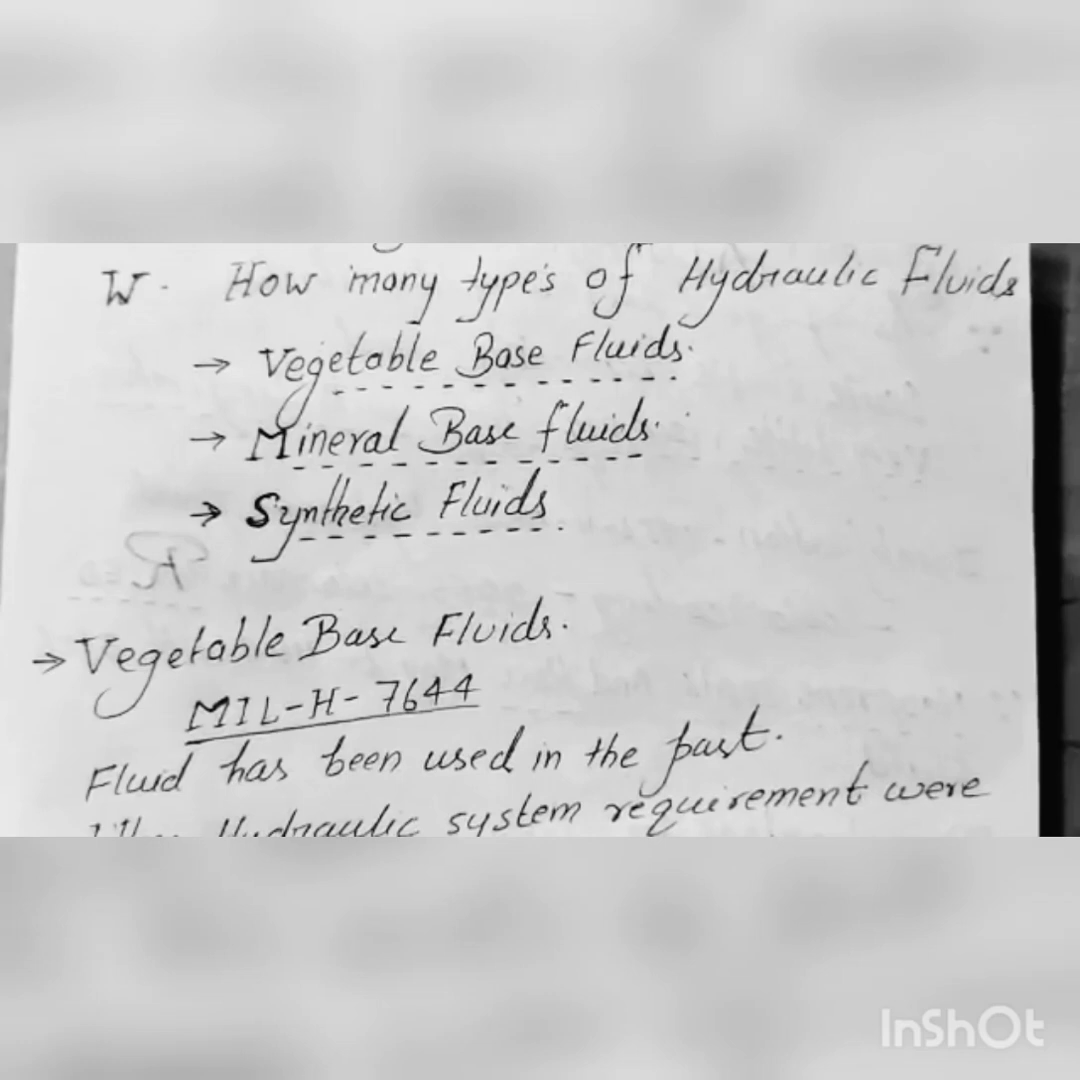 W. How many type's of Hydraulic Fluids
→ Vegetable Base Fluids.
→ Mineral Base fluids.
→ Synthetic Fluids.
→ Vegetable Base Fluids.
MIL-H-7644
Fluid has been used in the past.
Hydraulic system requirement were
InShOt